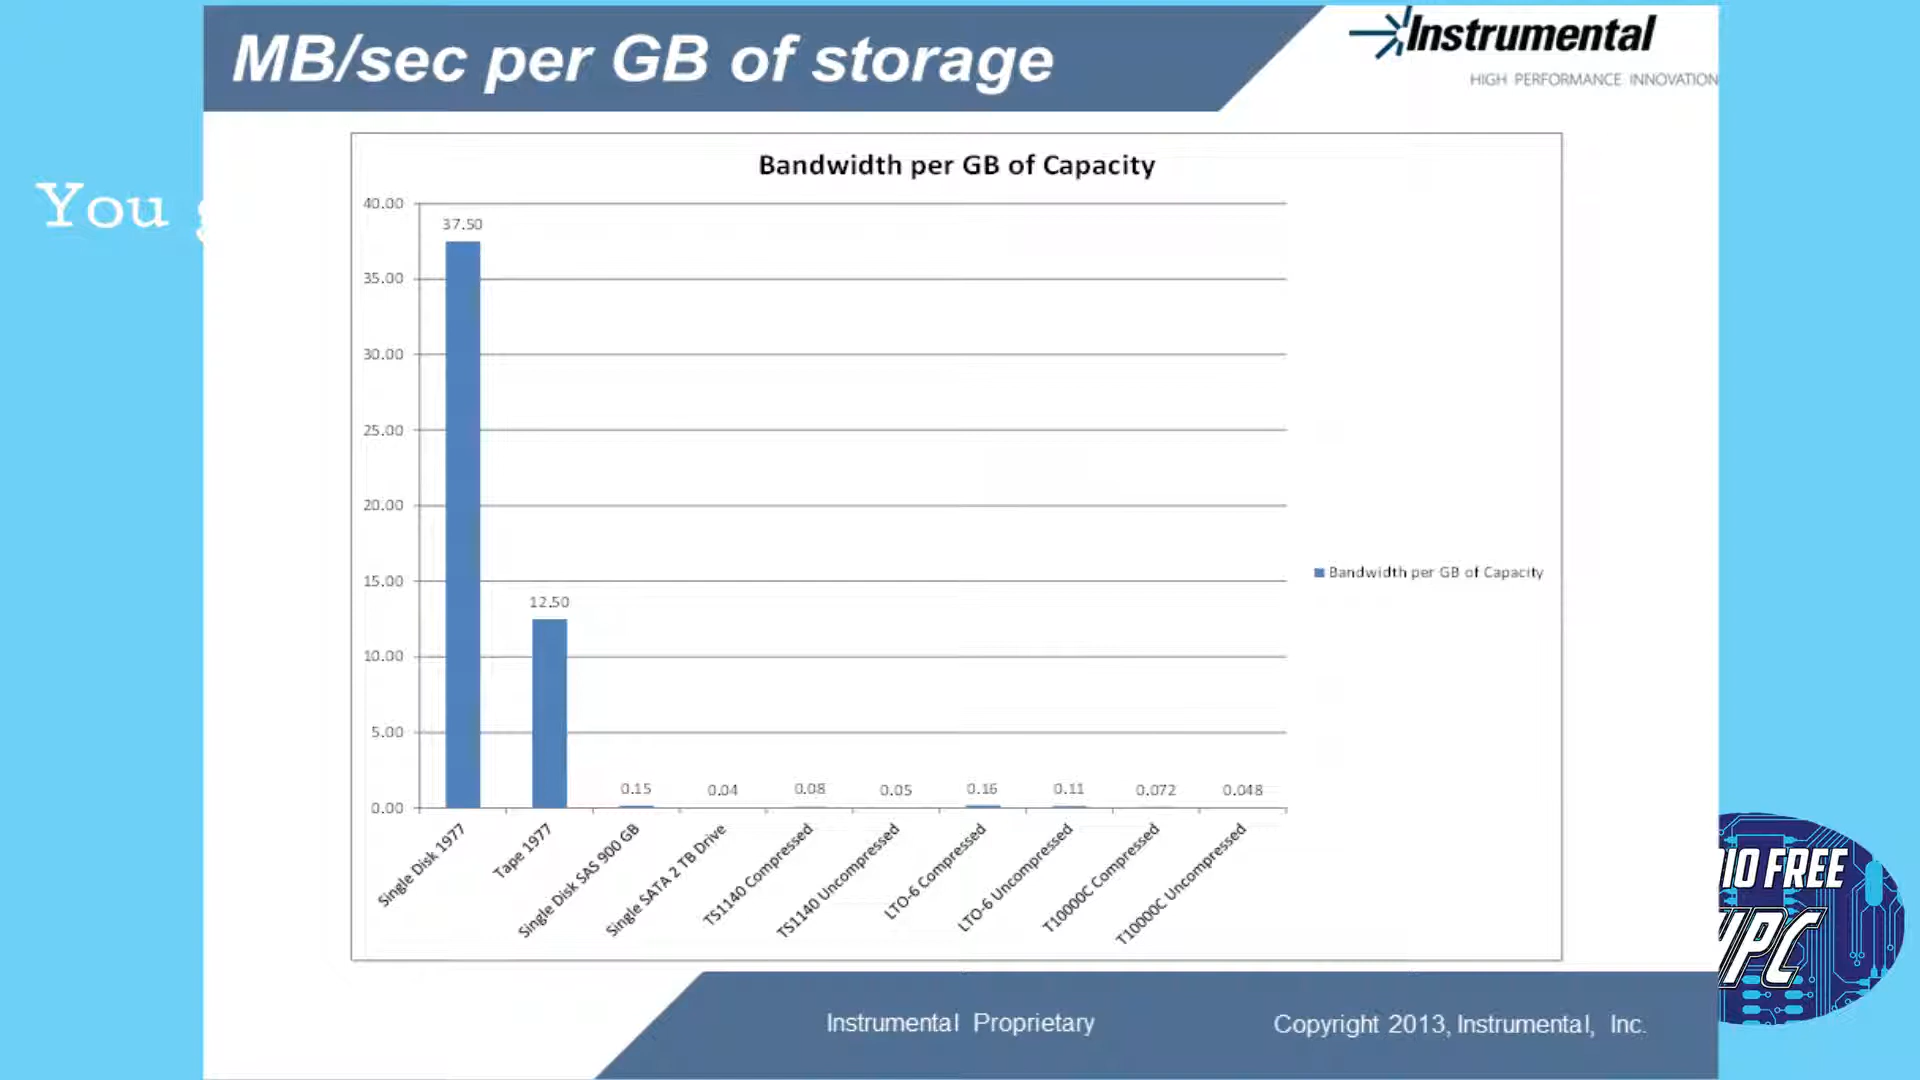 MB/sec per GB of storage
Instrumental
HIGH PERFORMANCE INNOVATION
You
Bandwidth per GB of Capacity
40.00
35.00
30.00
25.00
20.00
15.00
10.00
5.00
0.00
37.50
12.50
0.15
0.04
0.08
0.05
0.16
0.11
0.072
0.048
Single Disk 1977
Tape 1977
Single Disk SAS 900 GB
Single SATA 2 TB Drive
TS1140 Compressed
TS1140 Uncompressed
LTO-6 Compressed
LTO-6 Uncompressed
T10000C Compressed
T10000C Uncompressed
Bandwidth per GB of Capacity
FREE
Instrumental Proprietary
Copyright 2013, Instrumental, Inc.